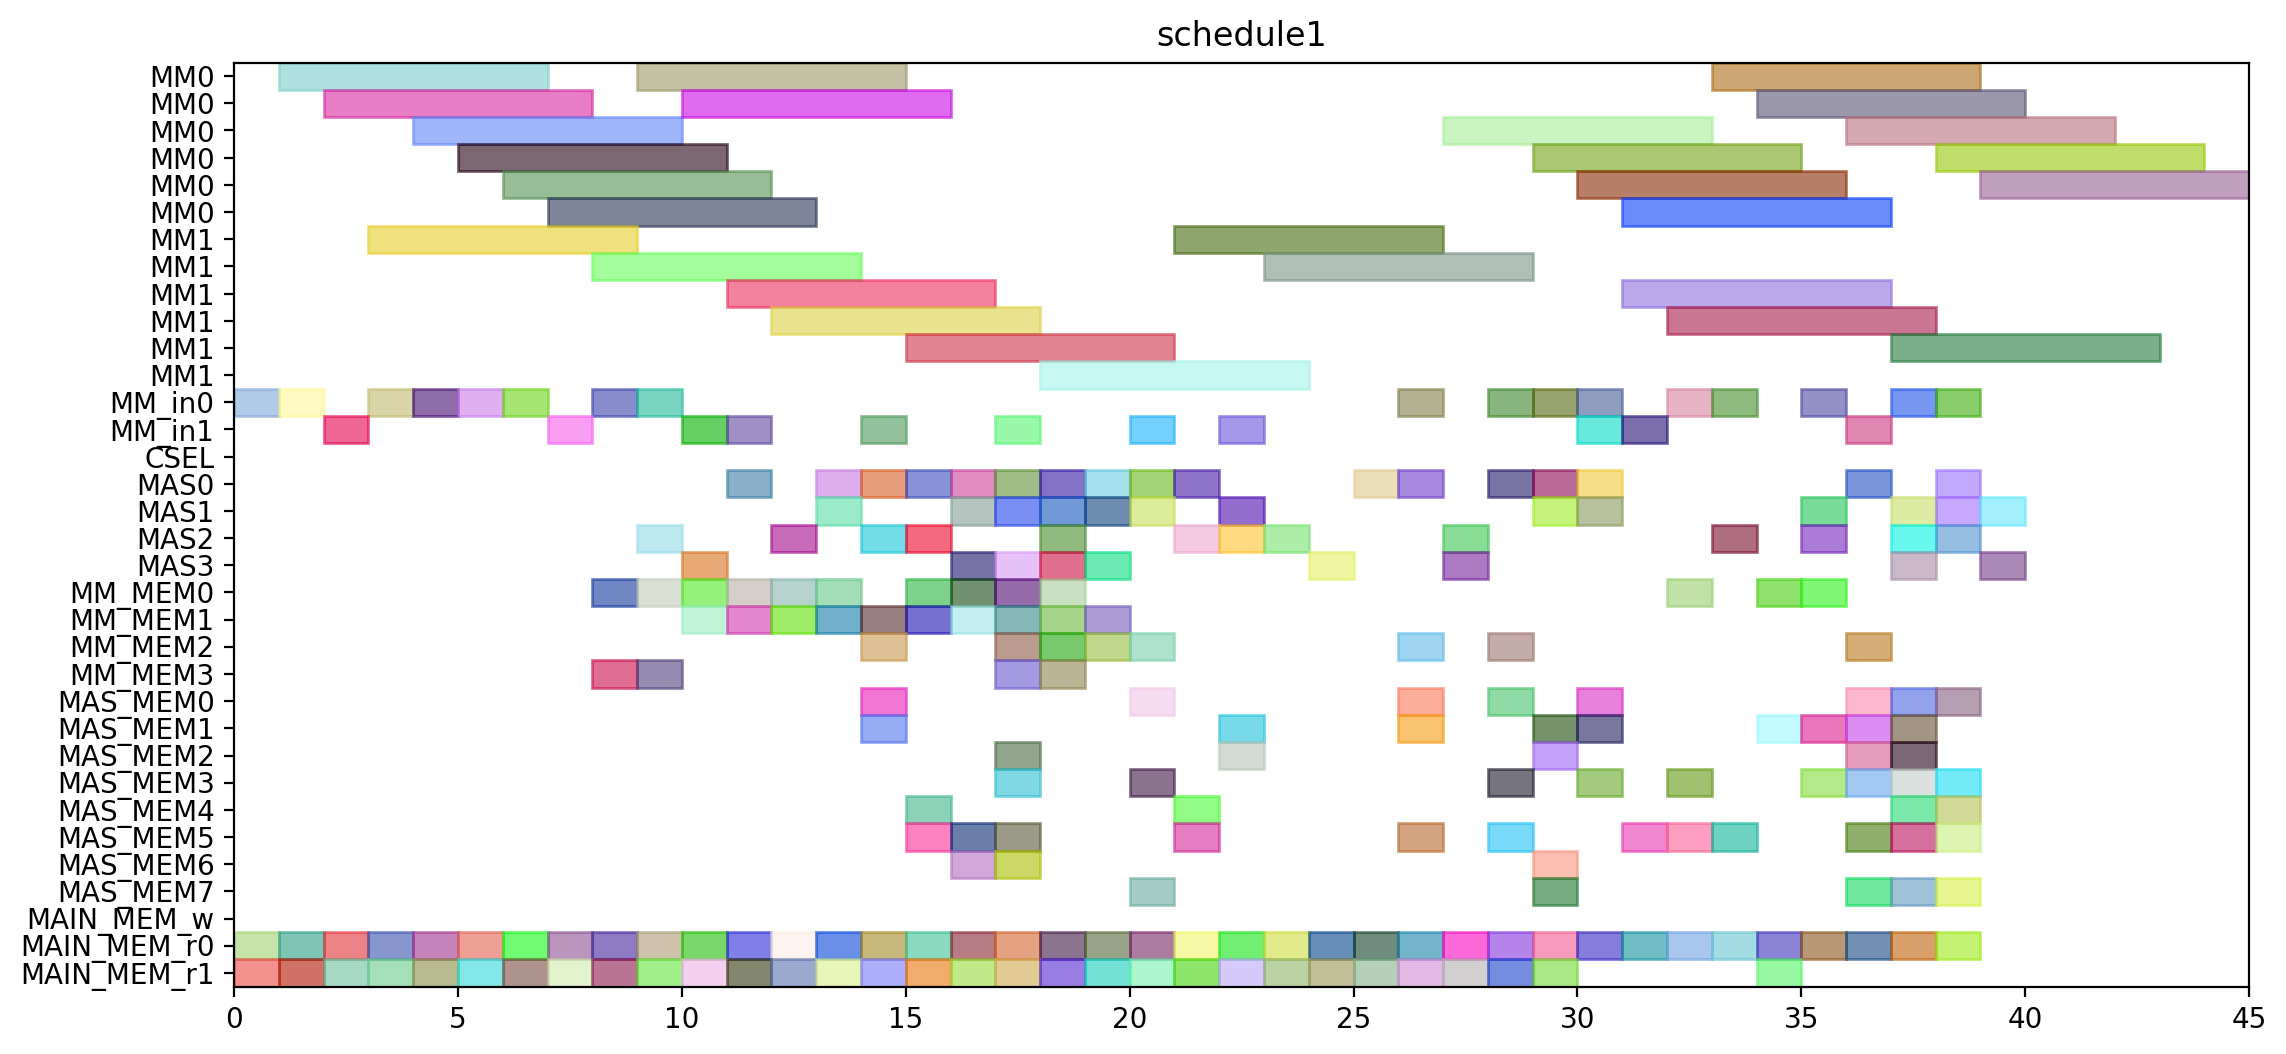 schedule1
MM0
MM0
MM0
MM0
MM0
MM0
MM1
MM1
MM1
MM1
MM1
MM1
MM_in0
MM_in1
CSEL
MAS0
MAS1
MAS2
MAS3
MM_MEM0
MM_MEM1
MM_MEM2
MM_MEM3
MAS_MEM0
MAS_MEM1
MAS_MEM2
MAS_MEM3
MAS_MEM4
MAS_MEM5
MAS_MEM6
MAS_MEM7
MAIN_MEM_w
MAIN_MEM_r0
MAIN_MEM_r1
0 5 10 15 20 25 30 35 40 45